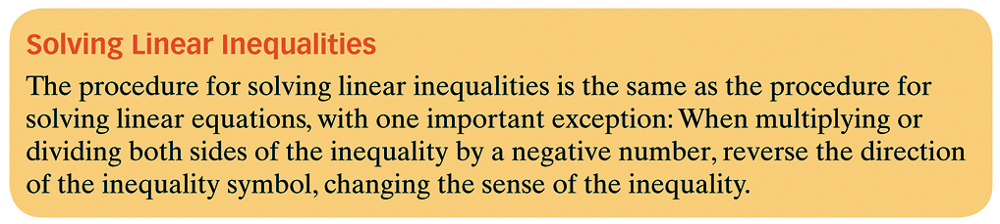 Solving Linear Inequalities
The procedure for solving linear inequalities is the same as the procedure for
solving linear equations, with one important exception: When multiplying or
dividing both sides of the inequality by a negative number, reverse the direction
of the inequality symbol, changing the sense of the inequality.